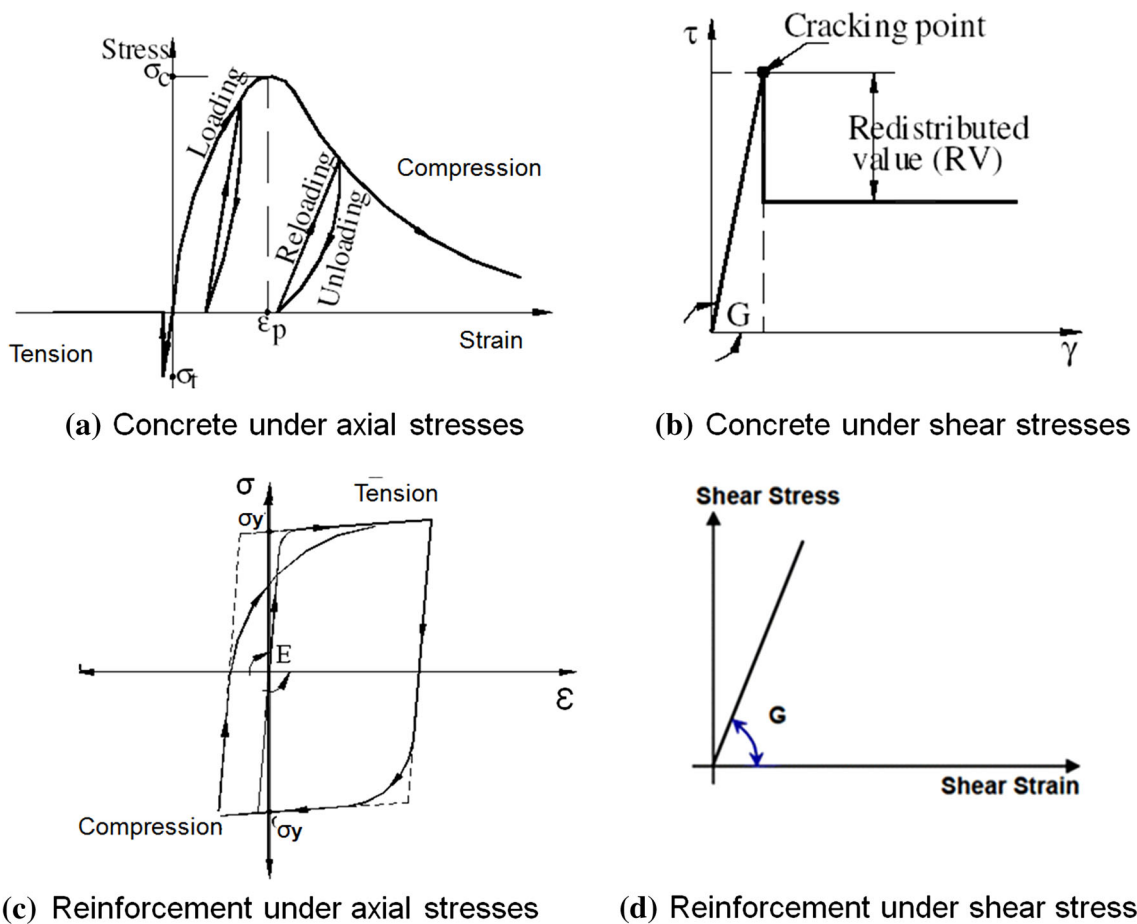 Stress
σc
Loading
Reloading
Unloading
Compression
εp
Strain
Tension
σt
(a) Concrete under axial stresses
τ
Cracking point
Redistributed
value (RV)
G
γ
(b) Concrete under shear stresses
σ
Tension
σy
E
ε
Compression
σy
(c) Reinforcement under axial stresses
Shear Stress
G
Shear Strain
(d) Reinforcement under shear stress